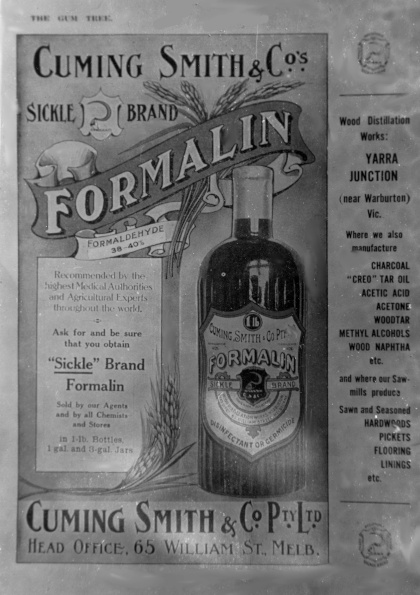 THE GUM TREE.
CUMING SMITH & Co's
SICKLE BRAND
FORMALIN
FORMALDEHYDE
38-40%
Recommended by the
highest Medical Authorities
and Agricultural Experts
throughout the world.
Ask for and be sure
that you obtain
"Sickle" Brand
Formalin
Sold by our Agents
and by all Chemists
and Stores
in 1-lb. Bottles,
1 gal and 8-gal Jars
1 lb
CUMING SMITH & Co Pty
FORMALIN
SICKLE BRAND
DISINFECTANT OR GERMICIDE
CUMING SMITH & Co PTY LTD
HEAD OFFICE, 65 WILLIAM ST., MELB.
Wood Distillation
Works:
YARRA
JUNCTION
(near Warburton)
Vic.
Where we also
manufacture
CHARCOAL
"CREO" TAR OIL
ACETIC ACID
ACETONE
WOODTAR
METHYL ALCOHOLS
WOOD NAPHTHA
etc.
and where our Saw-
mills produce
Sawn and Seasoned
HARDWOODS
PICKETS
FLOORING
LININGS
etc.